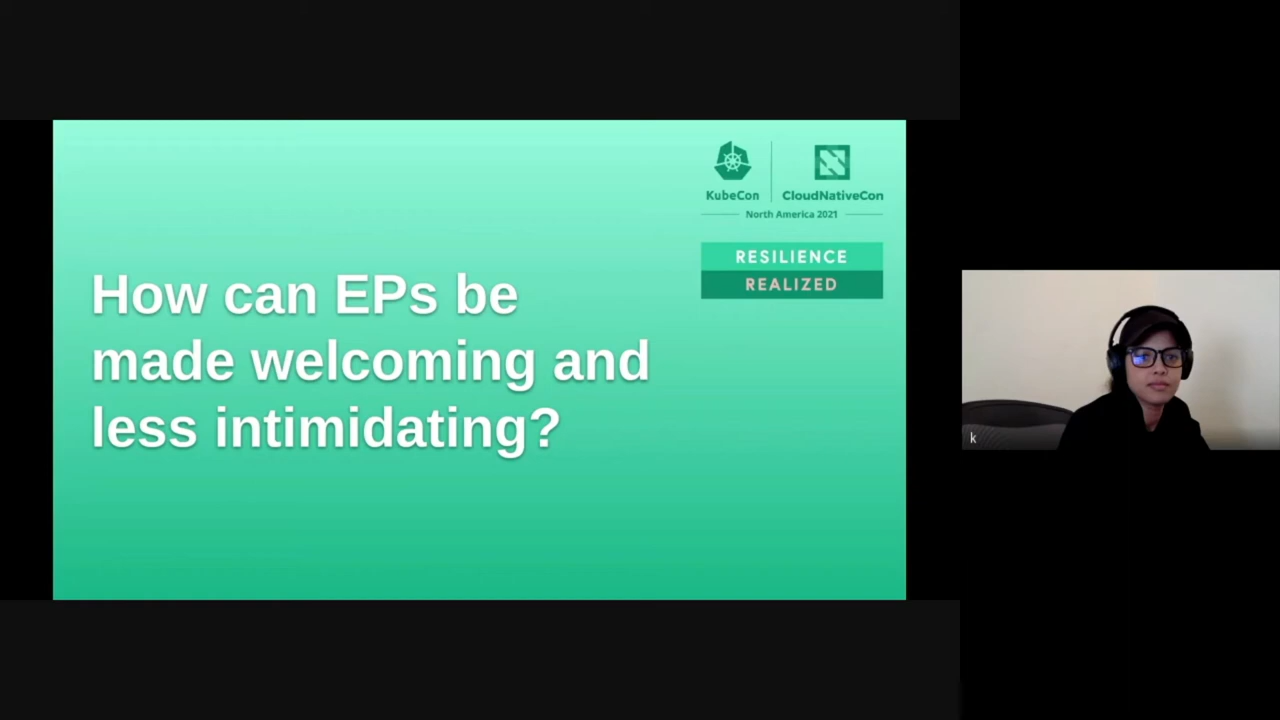 KubeCon
CloudNativeCon
North America 2021
RESILIENCE
REALIZED
How can EPs be
made welcoming and
less intimidating?
k